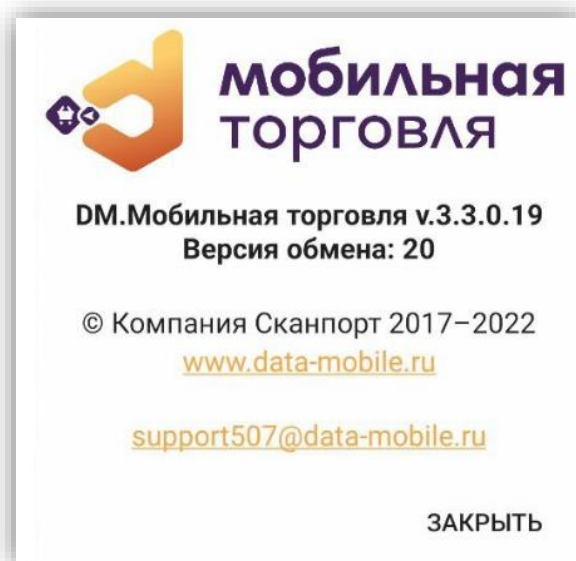 мобильная
торговля
DM.Мобильная торговля v.3.3.0.19
Версия обмена: 20
© Компания Сканпорт 2017–2022
www.data-mobile.ru
support507@data-mobile.ru
ЗАКРЫТЬ